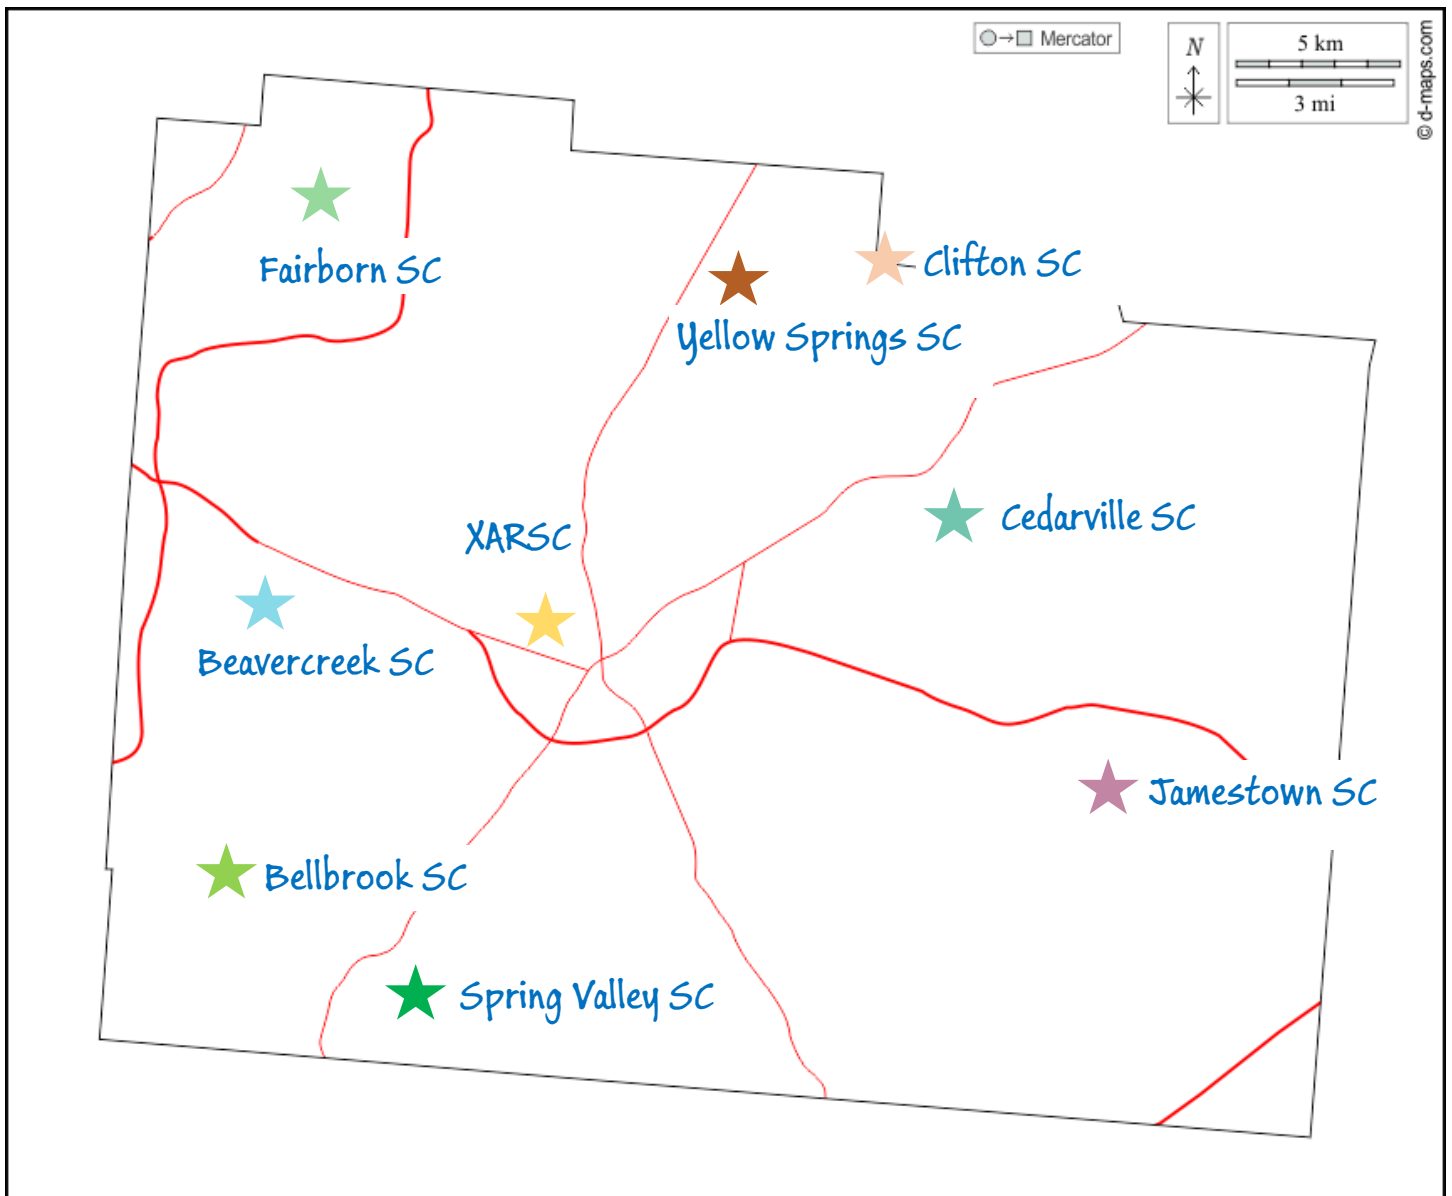 Mercator
N
5 km
3 mi
© d-maps.com
Fairborn SC
Clifton SC
Yellow Springs SC
XARSC
Cedarville SC
Beavercreek SC
Jamestown SC
Bellbrook SC
Spring Valley SC